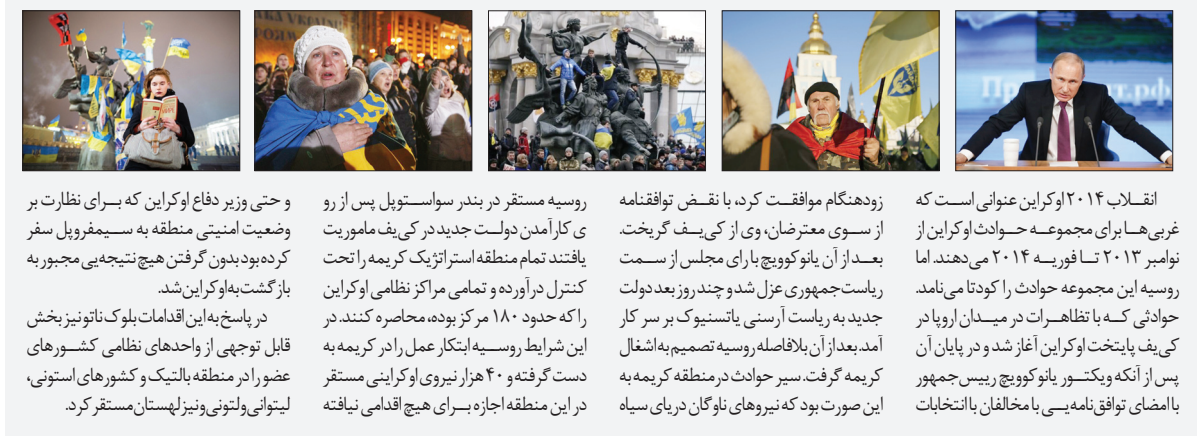 انقلاب ۲۰۱۴ اوکراین عنوانی است که
غربی‌ها برای مجموعه حوادث اوکراین از
نوامبر ۲۰۱۳ تا فوریه ۲۰۱۴ می‌دهند. اما
روسیه این مجموعه حوادث را کودتا می‌نامد.
حوادثی که با تظاهرات در میدان اروپا در
کی‌یف پایتخت اوکراین آغاز شد و در پایان آن
پس از آنکه ویکتور یانوکوویچ رییس‌جمهور
با امضای توافق‌نامه‌یی با مخالفان با انتخابات
زودهنگام موافقت کرد، با نقض توافقنامه
از سوی معترضان، وی از کی‌یف گریخت.
بعد از آن یانوکوویچ با رای مجلس از سمت
ریاست‌جمهوری عزل شد و چند روز بعد دولت
جدید به ریاست آرسنی یاتسنیوک بر سر کار
آمد. بعد از آن بلافاصله روسیه تصمیم به اشغال
کریمه گرفت. سیر حوادث در منطقه کریمه به
این صورت بود که نیروهای ناوگان دریای سیاه
روسیه مستقر در بندر سواستوپل پس از رو
ی کارآمدن دولت جدید در کی‌یف ماموریت
یافتند تمام منطقه استراتژیک کریمه را تحت
کنترل درآورده و تمامی مراکز نظامی اوکراین
را که حدود ۱۸۰ مرکز بوده، محاصره کنند. در
این شرایط روسیه ابتکار عمل را در کریمه به
دست گرفته و ۴۰ هزار نیروی اوکراینی مستقر
در این منطقه اجازه برای هیچ اقدامی نیافته
و حتی وزیر دفاع اوکراین که برای نظارت بر
وضعیت امنیتی منطقه به سیمفروپل سفر
کرده بود بدون گرفتن هیچ نتیجه‌یی مجبور به
بازگشت به اوکراین شد.
در پاسخ به این اقدامات بلوک ناتو نیز بخش
قابل توجهی از واحدهای نظامی کشورهای
عضو را در منطقه بالتیک و کشورهای استونی،
لیتوانی و لتونی و نیز لهستان مستقر کرد.